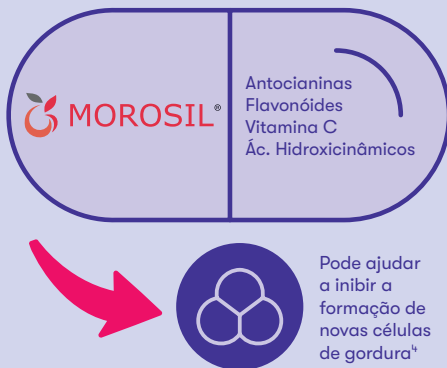 MOROSIL®
Antocianinas
Flavonóides
Vitamina C
Ác. Hidroxicinâmicos
Pode ajudar
a inibir a
formação de
novas células
de gordura⁴